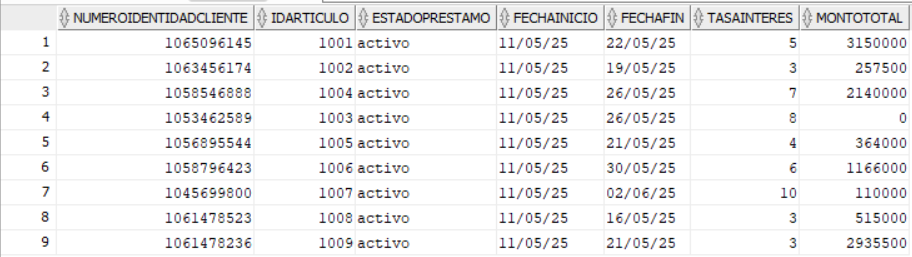 NUMEROIDENTIDADCLIENTE IDARTICULO ESTADOPRESTAMO FECHAINICIO FECHAFIN TASAINTERES MONTOTOTAL
1 1065096145 1001 activo 11/05/25 22/05/25 5 3150000
2 1063456174 1002 activo 11/05/25 19/05/25 3 257500
3 1058546888 1004 activo 11/05/25 26/05/25 7 2140000
4 1053462589 1003 activo 11/05/25 26/05/25 8 0
5 1056895544 1005 activo 11/05/25 21/05/25 4 364000
6 1058796423 1006 activo 11/05/25 30/05/25 6 1166000
7 1045699800 1007 activo 11/05/25 02/06/25 10 110000
8 1061478523 1008 activo 11/05/25 16/05/25 3 515000
9 1061478236 1009 activo 11/05/25 21/05/25 3 2935500